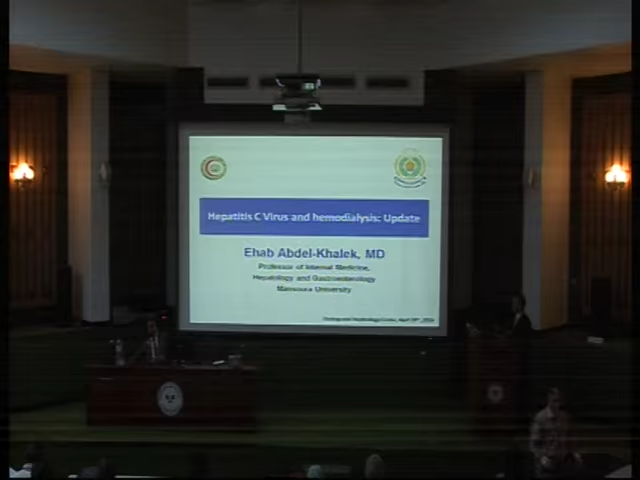 Hepatitis C Virus and hemodialysis: Update
Ehab Abdel-Khalek, MD
Professor of Internal Medicine,
Hepatology and Gastroenterology
Mansoura University